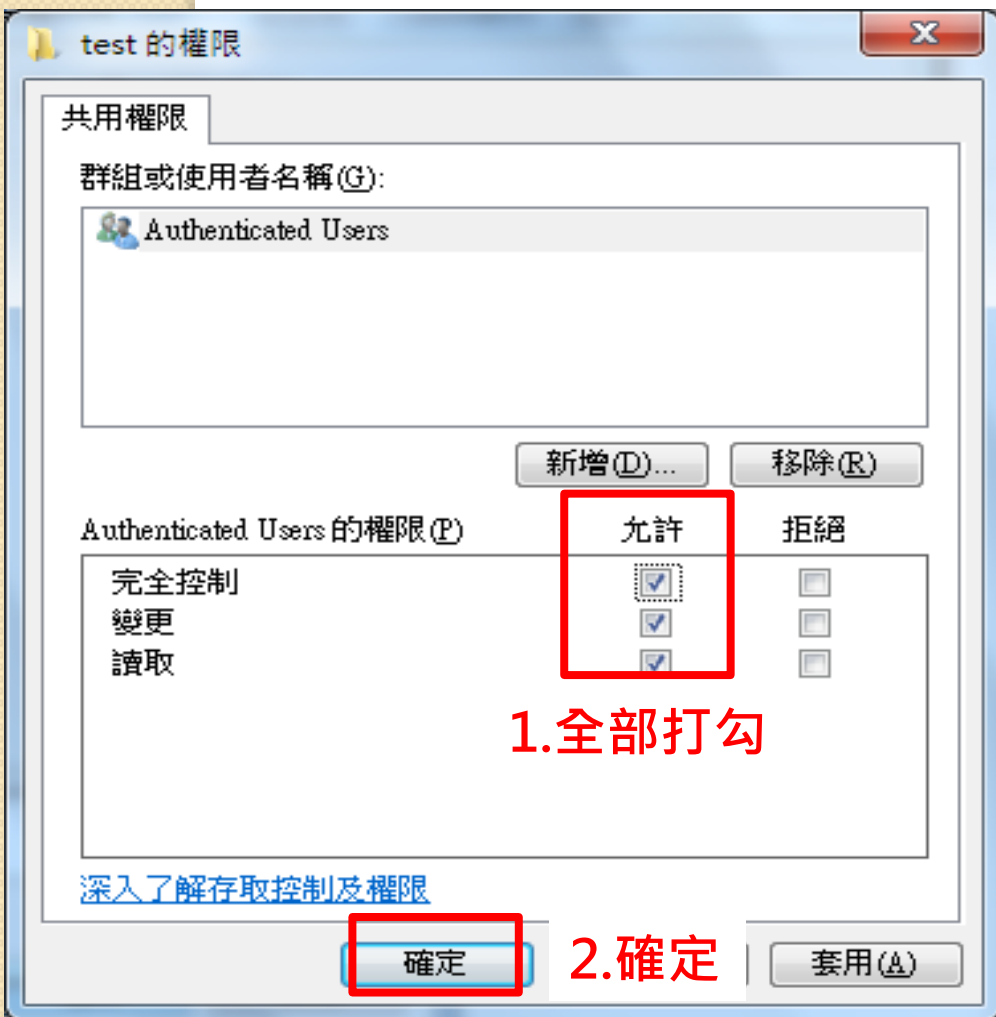 test 的權限
共用權限
群組或使用者名稱(G):
Authenticated Users
新增(D)...
移除(R)
Authenticated Users 的權限(P)
允許
拒絕
完全控制
變更
讀取
1.全部打勾
深入了解存取控制及權限
確定
2.確定
套用(A)